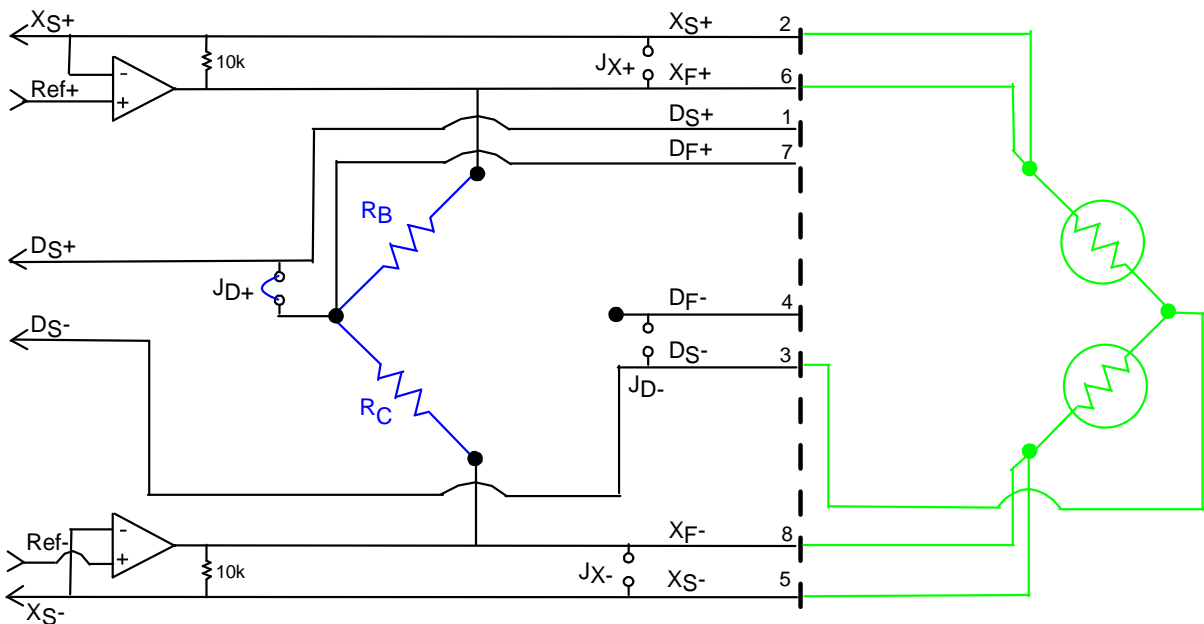 XS+
XS+
2
10k
JX+
-
Ref+
+
XF+
6
DS+
1
DF+
7
RB
DS+
JD+
DF-
4
DS-
DS-
3
JD-
RC
-
Ref-
+
XF-
8
10k
JX-
XS-
5
XS-